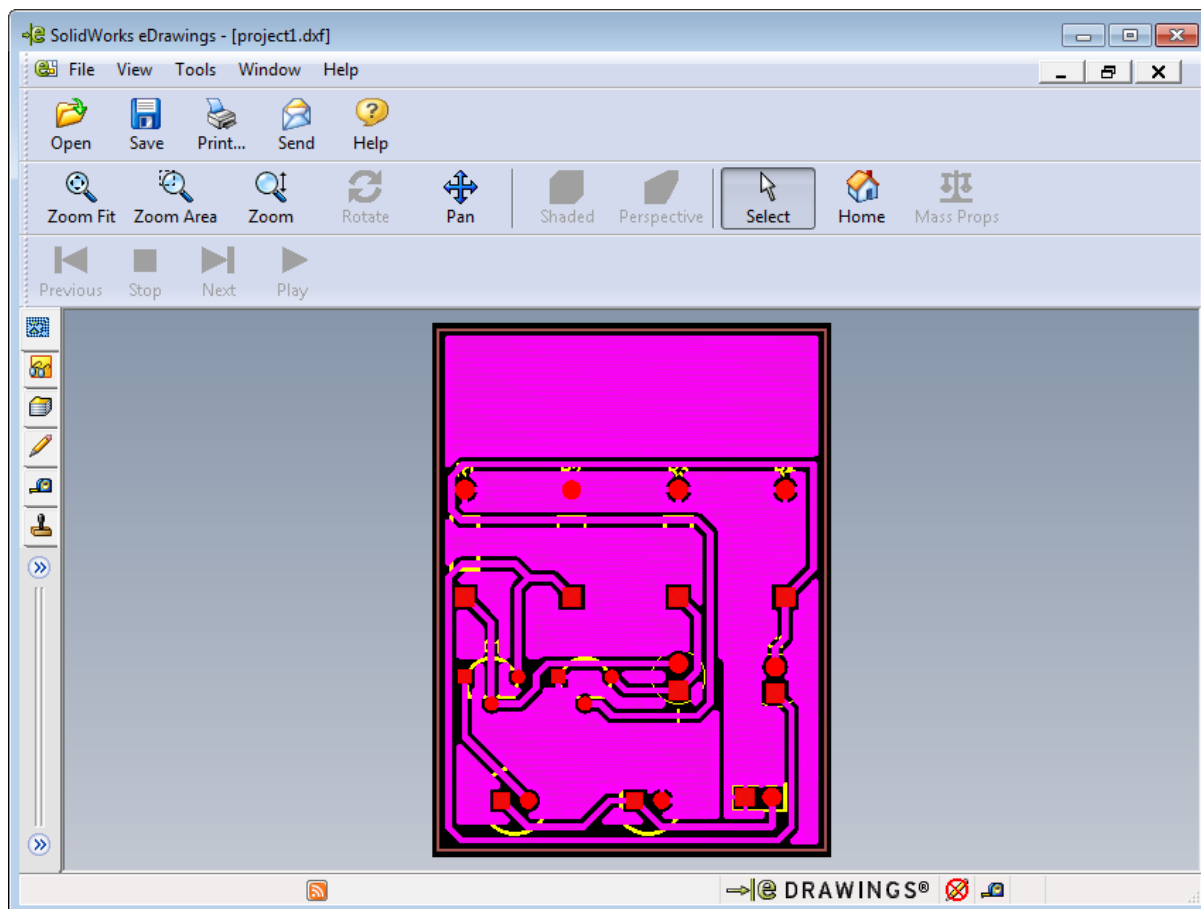 SolidWorks eDrawings - [project1.dxf]
File View Tools Window Help
Open Save Print... Send Help
Zoom Fit Zoom Area Zoom Rotate Pan Shaded Perspective Select Home Mass Props
Previous Stop Next Play
e DRAWINGS®